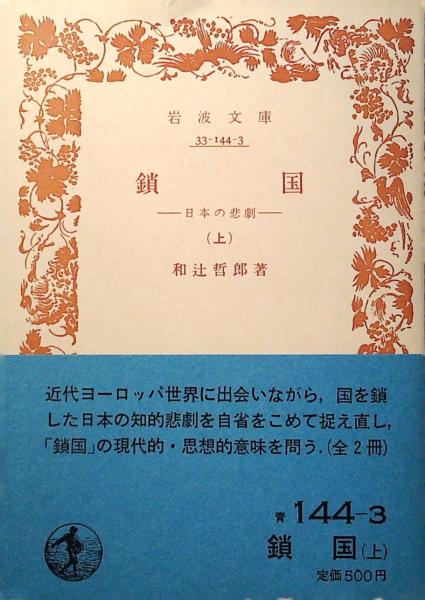 岩波文庫
33-144-3
鎖国
——日本の悲劇——
(上)
和辻哲郎著
近代ヨーロッパ世界に出会いながら，国を鎖
した日本の知的悲劇を自省をこめて捉え直し，
「鎖国」の現代的・思想的意味を問う．(全2冊)
青 144-3
鎖国(上)
定価500円